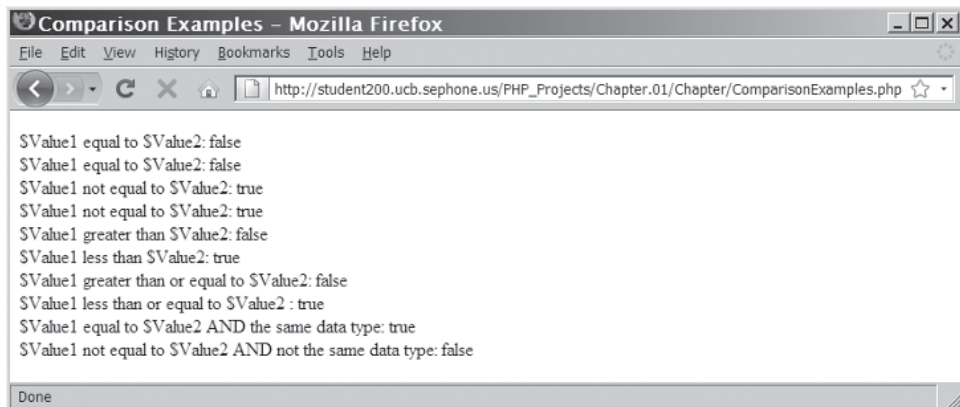 Comparison Examples – Mozilla Firefox
File Edit View History Bookmarks Tools Help
http://student200.ucb.sephone.us/PHP_Projects/Chapter.01/Chapter/ComparisonExamples.php
$Value1 equal to $Value2: false
$Value1 equal to $Value2: false
$Value1 not equal to $Value2: true
$Value1 not equal to $Value2: true
$Value1 greater than $Value2: false
$Value1 less than $Value2: true
$Value1 greater than or equal to $Value2: false
$Value1 less than or equal to $Value2 : true
$Value1 equal to $Value2 AND the same data type: true
$Value1 not equal to $Value2 AND not the same data type: false
Done